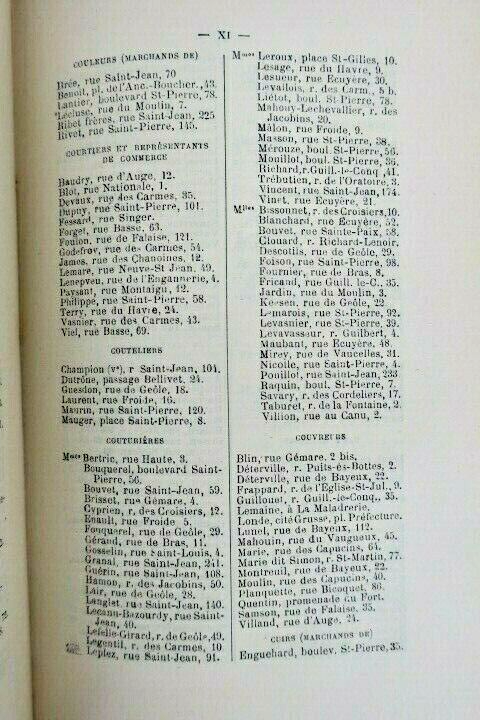 — XI —
COULEURS (MARCHANDS DE)
Brée, rue Saint-Jean, 70
Benoit, pl. de l'Anc.-Boucher., 43.
Lantier, boulevard St-Pierre, 78.
Lécluse, rue du Moulin, 7.
Bibet frères, rue Saint-Jean, 225
Rivet, rue Saint-Pierre, 145.
COURTIERS ET REPRÉSENTANTS
DE COMMERCE
Baudry, rue d'Auge, 12.
Blot, rue Nationale, 1.
Devaux, rue des Carmes, 35.
Dupuy, rue Saint-Pierre, 101.
Fessard, rue Singer.
Forget, rue Basse, 63.
Foulon, rue de Falaise, 121.
Godefroy, rue des Carmes, 54.
James, rue des Chanoines, 12.
Lemare, rue Neuve-St Jean, 49.
Lenepveu, rue de l'Engannerie, 4.
Paysant, rue Montaigu, 12.
Philippe, rue Saint-Pierre, 58.
Terry, rue du Havre, 24.
Vasnier, rue des Carmes, 43.
Viel, rue Basse, 69.
COUTELIERS
Champion (Vᵉ), r Saint-Jean, 104.
Dutrône, passage Bellivet, 24.
Guesdon, rue de Geôle, 18.
Laurent, rue Froide, 16.
Maurin, rue Saint-Pierre, 120.
Mauger, place Saint-Pierre, 8.
COUTURIÈRES
Mmes Bertric, rue Haute, 3.
Bouquerel, boulevard Saint-
Pierre, 56.
Bouvet, rue Saint-Jean, 59.
Brisset, rue Gémare, 4.
Cyprien, r. des Croisiers, 12.
Enault, rue Froide 5.
Fouquerel, rue de Geôle, 29.
Gérard, rue de Bras, 11.
Gosselin, rue Saint-Louis, 4.
Granal, rue Saint-Jean, 241.
Guérin, rue Saint-Jean, 108.
Hamon, r. des Jacobins, 50.
Lair, rue de Geôle, 28.
Langlet, rue Saint-Jean, 140.
Lecanu-Bazourdy, rue Saint-
Jean, 49.
Lefelle-Girard, r. de Geôle, 49.
Legentil, r. des Carmes, 10
Leplez, rue Saint-Jean, 91.
Mmes Leroux, place St-Gilles, 10.
Lesage, rue du Havre, 9.
Lesueur, rue Ecuyère, 30.
Levallois, r. des Carm., 5 b.
Liétot, boul. St-Pierre, 78.
Mahouy-Lechevallier, r. des
Jacobins, 20.
Mâlon, rue Froide, 9.
Masson, rue St-Pierre, 38.
Mérouze, boul. St-Pierre, 56.
Mouillot, boul. St-Pierre, 36.
Richard, r. Guill.-le-Conq., 41.
Trébutien, r. de l'Oratoire, 3.
Vincent, rue Saint-Jean, 174.
Vinet, rue Ecuyère, 21.
Mlles Bissonnet, r. des Croisiers, 10.
Blanchard, rue Ecuyère, 52.
Bouvet, rue Sainte-Paix, 58.
Clouard, r. Richard-Lenoir.
Descotils, rue de Geôle, 29.
Foison, rue Saint-Pierre, 98.
Fournier, rue de Bras, 8.
Fricand, rue Guill. le-C., 35.
Jardin, rue du Moulin, 3.
Keesen, rue de Geôle, 22
Lemarois, rue St-Pierre, 92.
Levasnier, rue St-Pierre, 39.
Levavasseur, r. Guilbert, 4.
Maubant, rue Ecuyère, 48.
Mirey, rue de Vaucelles, 31.
Nicolle, rue Saint-Pierre, 4.
Ponillot, rue Saint-Jean, 233
Raquin, boul. St-Pierre, 7.
Savary, r. des Cordeliers, 17.
Taburet, r. de la Fontaine, 2.
Villion, rue au Canu, 2.
COUVREURS
Blin, rue Gémare. 2 bis.
Déterville, r. Puits-ès-Bottes, 2.
Déterville, rue de Bayeux, 22.
Frappard, r. de l'Église-St-Jul., 9.
Guillouet, r. Guill.-le-Conq., 35.
Lemaine, à La Maladrerie.
Londe, cité Grusse, pl. Préfecture.
Lunel, rue de Bayeux, 112.
Mahouin, rue du Vaugueux, 45.
Marie, rue des Capucins, 64.
Marie dit Simon, r. St-Martin, 77.
Montreuil, rue de Bayeux, 22.
Moulin, rue des Capucins, 40.
Planquette, rue Bicoquet, 86.
Quentin, promenade du Fort.
Samson, rue de Falaise, 35.
Villand, rue d'Auge, 24.
CUIRS (MARCHANDS DE)
Enguehard, boulev. St-Pierre, 35.